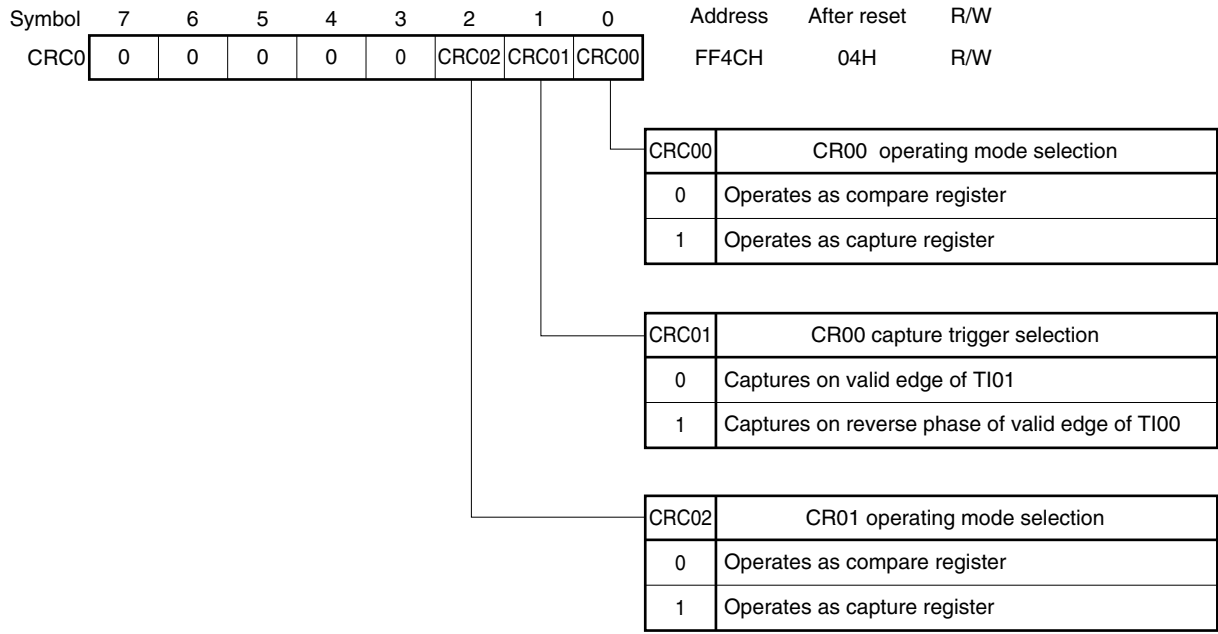 Symbol 7 6 5 4 3 2 1 0 Address After reset R/W
CRC0 0 0 0 0 0 CRC02 CRC01 CRC00 FF4CH 04H R/W
CRC00 CR00 operating mode selection
0 Operates as compare register
1 Operates as capture register
CRC01 CR00 capture trigger selection
0 Captures on valid edge of TI01
1 Captures on reverse phase of valid edge of TI00
CRC02 CR01 operating mode selection
0 Operates as compare register
1 Operates as capture register